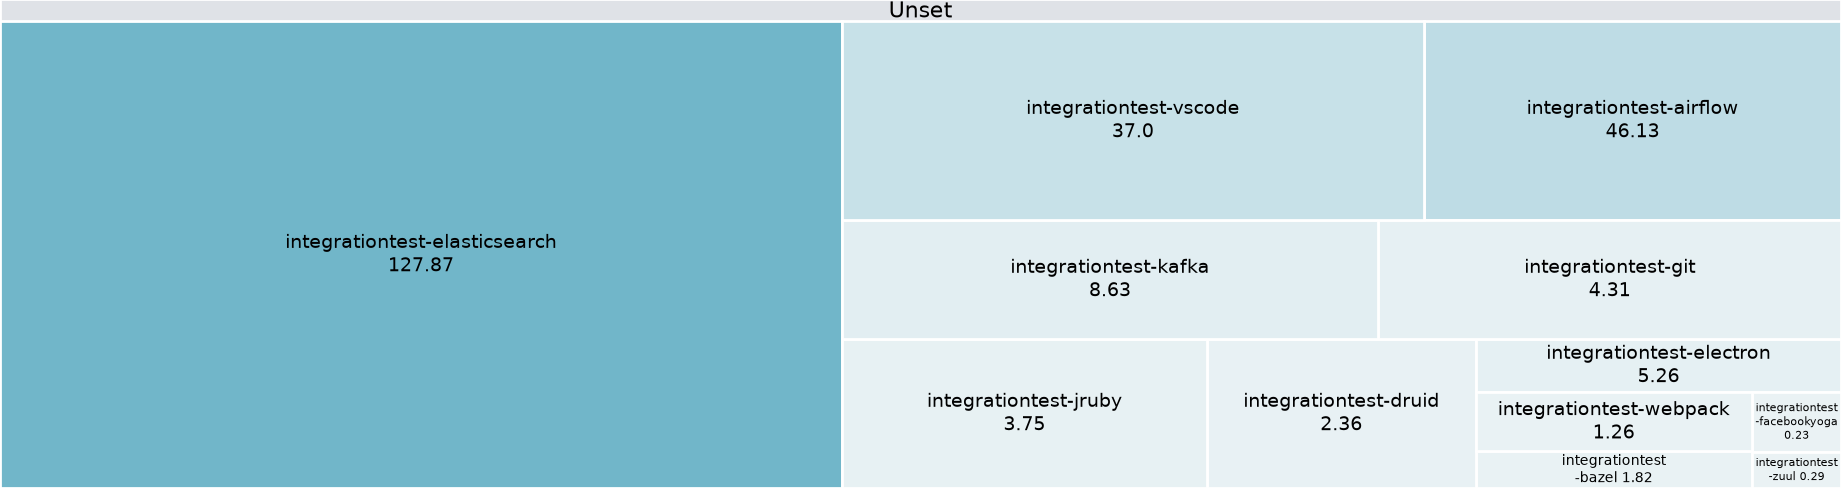 Unset
integrationtest-elasticsearch
127.87
integrationtest-vscode
37.0
integrationtest-airflow
46.13
integrationtest-kafka
8.63
integrationtest-git
4.31
integrationtest-jruby
3.75
integrationtest-druid
2.36
integrationtest-electron
5.26
integrationtest-webpack
1.26
integrationtest
-facebookyoga
0.23
integrationtest
-bazel 1.82
integrationtest
-zuul 0.29